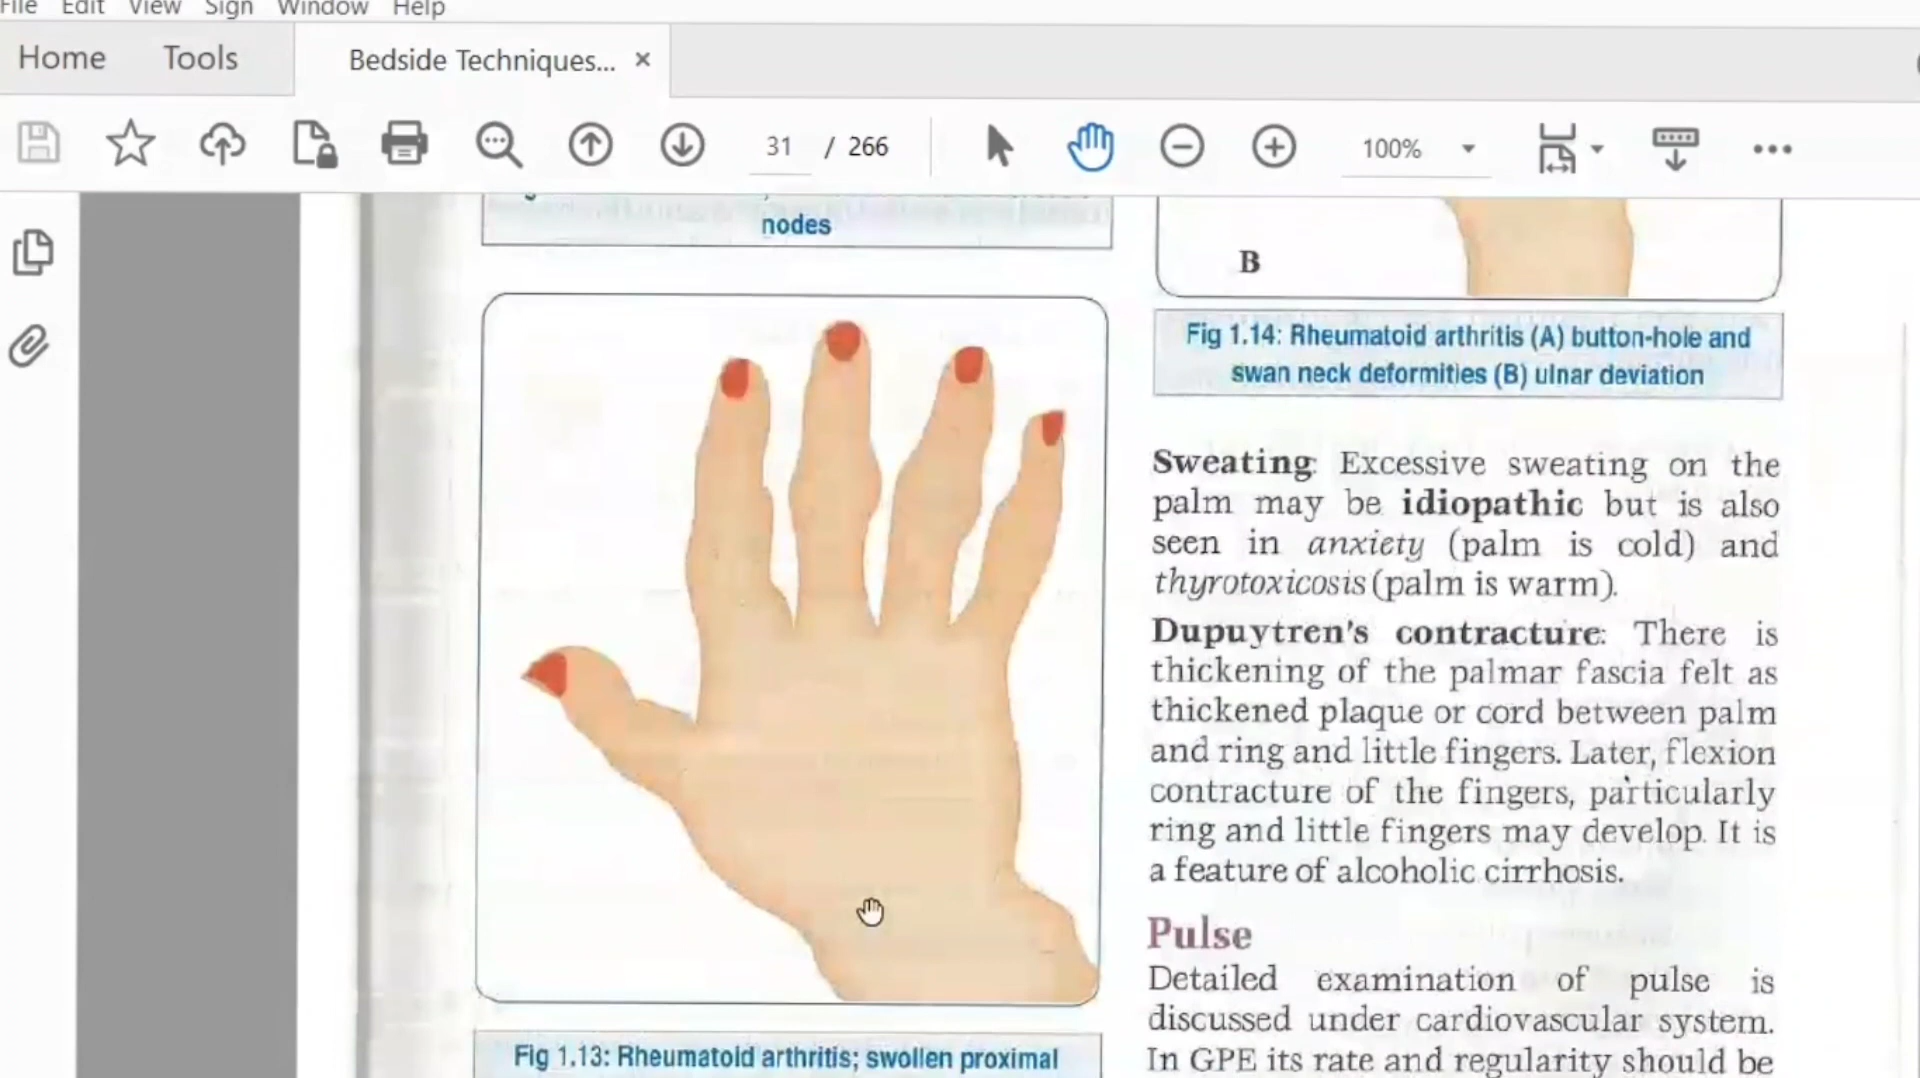 File Edit View Sign Window Help
Home Tools Bedside Techniques... ×
31 / 266 100%
nodes
Fig 1.13: Rheumatoid arthritis; swollen proximal
B
Fig 1.14: Rheumatoid arthritis (A) button-hole and
swan neck deformities (B) ulnar deviation
Sweating: Excessive sweating on the
palm may be idiopathic but is also
seen in anxiety (palm is cold) and
thyrotoxicosis (palm is warm).
Dupuytren's contracture: There is
thickening of the palmar fascia felt as
thickened plaque or cord between palm
and ring and little fingers. Later, flexion
contracture of the fingers, particularly
ring and little fingers may develop. It is
a feature of alcoholic cirrhosis.
Pulse
Detailed examination of pulse is
discussed under cardiovascular system.
In GPE its rate and regularity should be